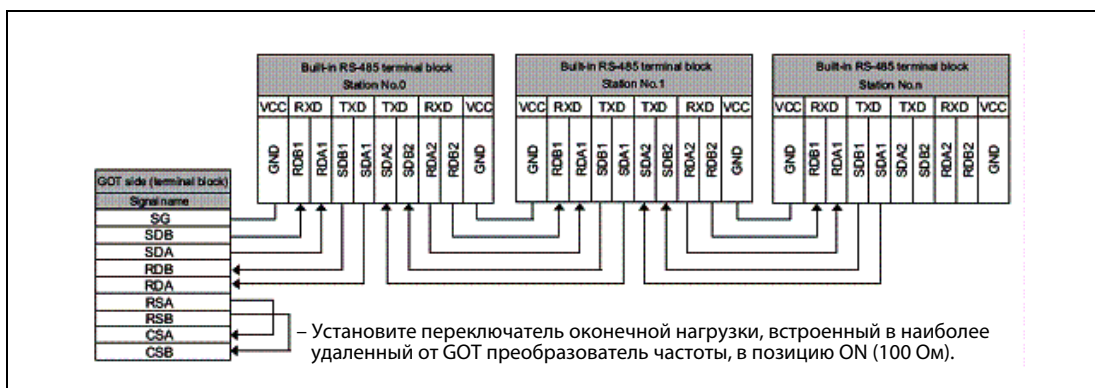 Built-in RS-485 terminal block
Station No.0
VCC RXD TXD TXD RXD VCC
GND RDB1 RDA1 SDB1 SDA1 SDA2 SDB2 RDA2 RDB2 GND
Built-in RS-485 terminal block
Station No.1
VCC RXD TXD TXD RXD VCC
GND RDB1 RDA1 SDB1 SDA1 SDA2 SDB2 RDA2 RDB2 GND
Built-in RS-485 terminal block
Station No.n
VCC RXD TXD TXD RXD VCC
GND RDB1 RDA1 SDB1 SDA1 SDA2 SDB2 RDA2 RDB2 GND
GOT side (terminal block)
Signal name
SG
SDB
SDA
RDB
RDA
RSA
RSB
CSA
CSB
– Установите переключатель оконечной нагрузки, встроенный в наиболее
удаленный от GOT преобразователь частоты, в позицию ON (100 Ом).